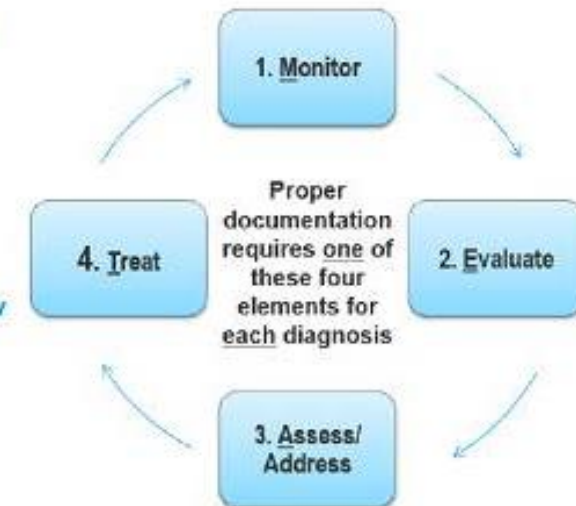 1. Monitor
Proper
documentation
requires one of
these four
elements for
each diagnosis
4. Treat
2. Evaluate
3. Assess/
Address